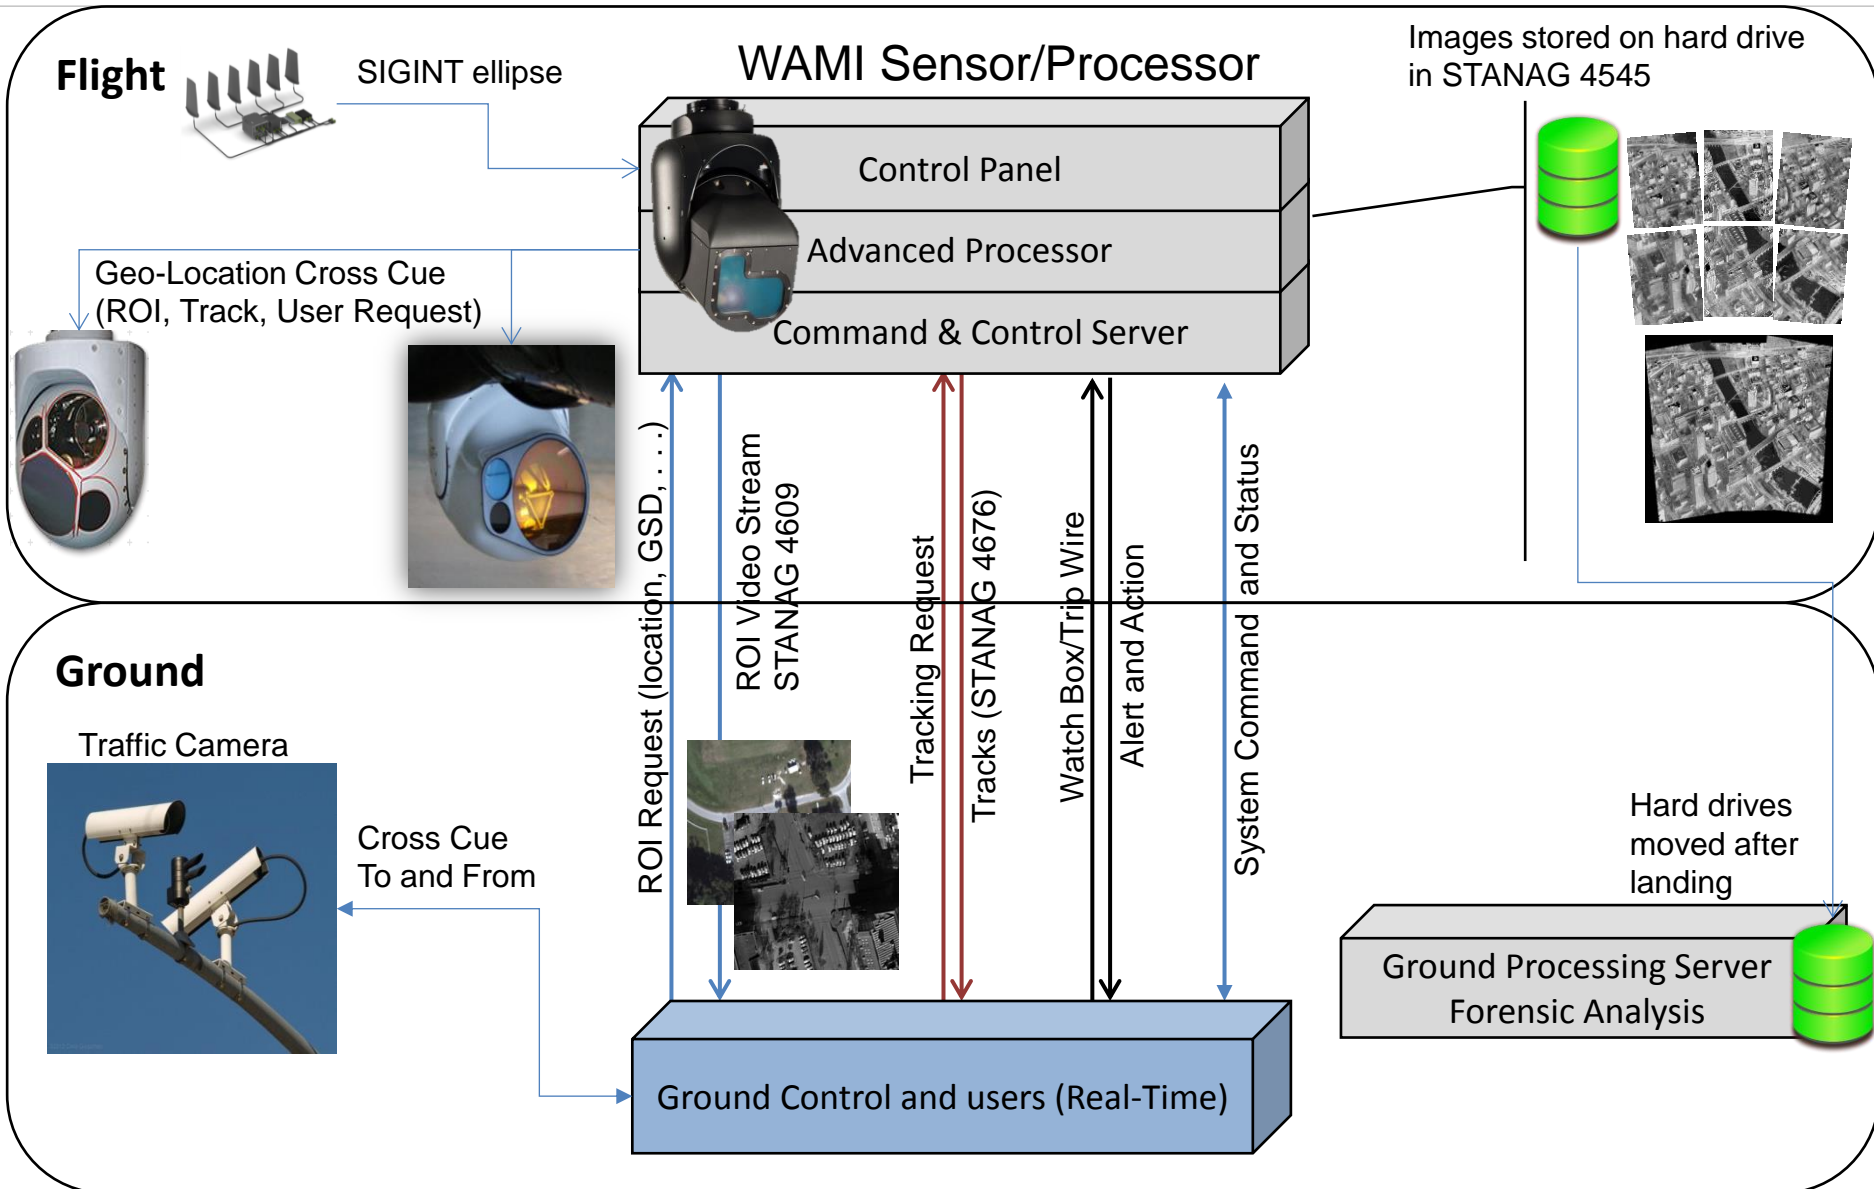 Flight
SIGINT ellipse
WAMI Sensor/Processor
Images stored on hard drive
in STANAG 4545
Control Panel
Advanced Processor
Command & Control Server
Geo-Location Cross Cue
(ROI, Track, User Request)
ROI Request (location, GSD, . . .)
ROI Video Stream
STANAG 4609
Tracking Request
Tracks (STANAG 4676)
Watch Box/Trip Wire
Alert and Action
System Command and Status
Ground
Traffic Camera
Cross Cue
To and From
Hard drives
moved after
landing
Ground Processing Server
Forensic Analysis
Ground Control and users (Real-Time)